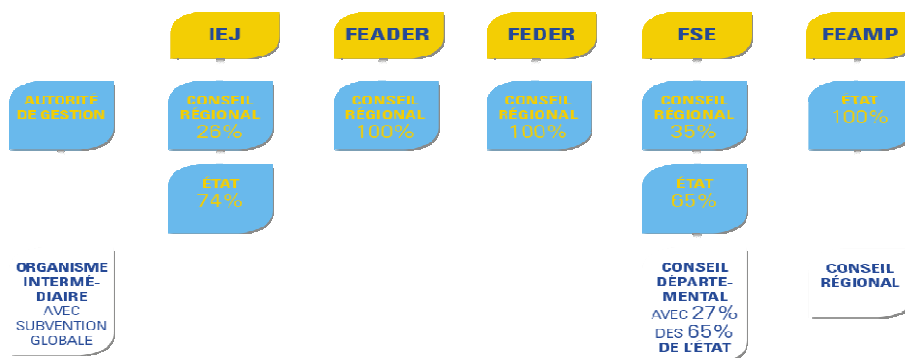 IEJ
FEADER
FEDER
FSE
FEAMP
AUTORITÉ
DE GESTION
CONSEIL
RÉGIONAL
26%
CONSEIL
RÉGIONAL
100%
CONSEIL
RÉGIONAL
100%
CONSEIL
RÉGIONAL
35%
ÉTAT
100%
ÉTAT
74%
ÉTAT
65%
ORGANISME
INTERMÉ-
DIAIRE
AVEC
SUBVENTION
GLOBALE
CONSEIL
DÉPARTE-
MENTAL
AVEC 27%
DES 65%
DE L'ÉTAT
CONSEIL
RÉGIONAL